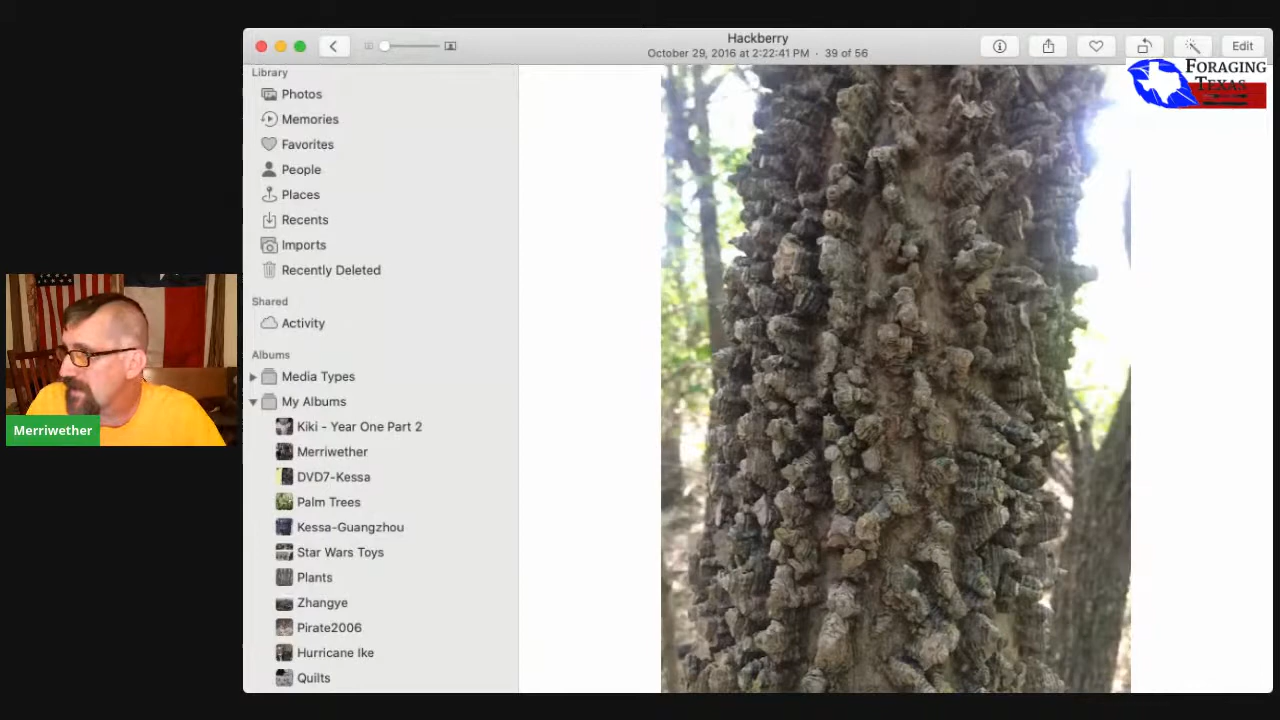 Hackberry
October 29, 2016 at 2:22:41 PM · 39 of 56
Edit
FORAGING
TEXAS
Library
Photos
Memories
Favorites
People
Places
Recents
Imports
Recently Deleted
Shared
Activity
Albums
Media Types
My Albums
Kiki - Year One Part 2
Merriwether
DVD7-Kessa
Palm Trees
Kessa-Guangzhou
Star Wars Toys
Plants
Zhangye
Pirate2006
Hurricane Ike
Quilts
Merriwether